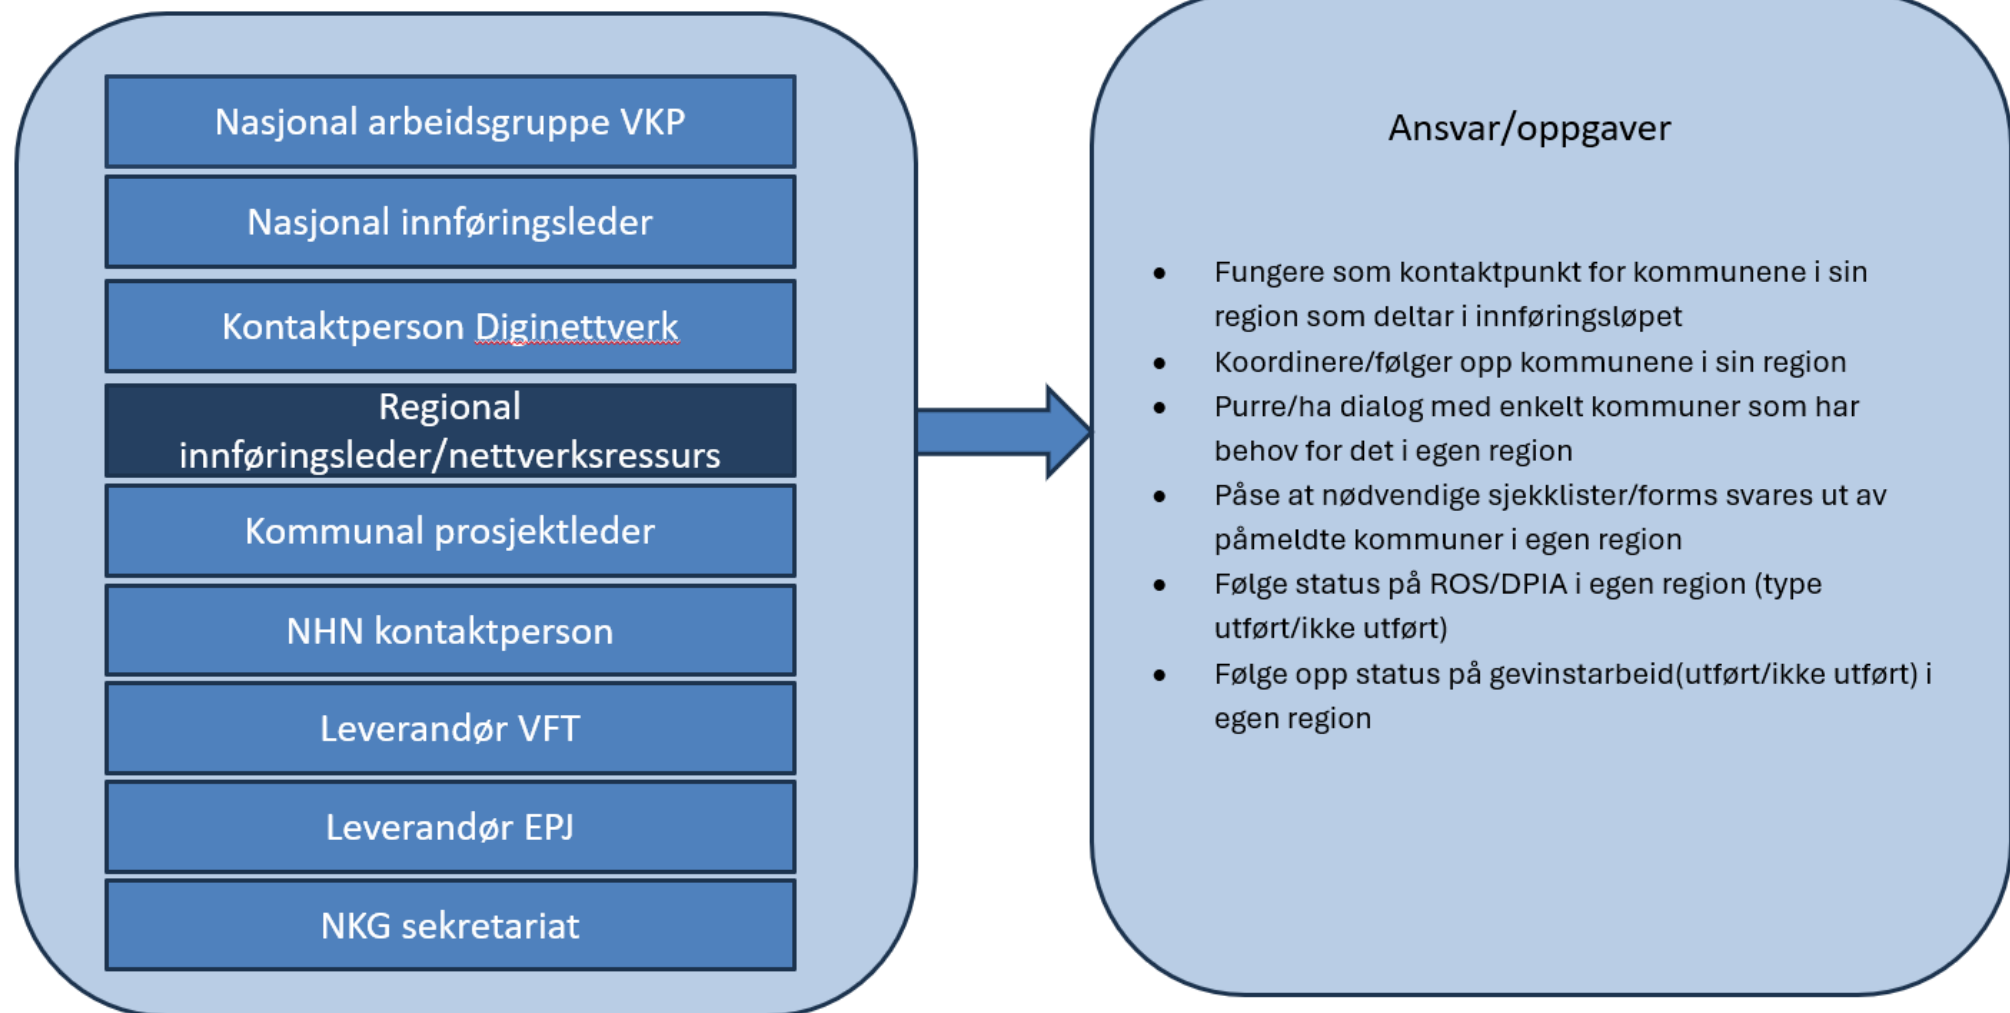 Nasjonal arbeidsgruppe VKP
Nasjonal innføringsleder
Kontaktperson Diginettverk
Regional
innføringsleder/nettverksressurs
Kommunal prosjektleder
NHN kontaktperson
Leverandør VFT
Leverandør EPJ
NKG sekretariat
Ansvar/oppgaver
• Fungere som kontaktpunkt for kommunene i sin
region som deltar i innføringsløpet
• Koordinere/følger opp kommunene i sin region
• Purre/ha dialog med enkelt kommuner som har
behov for det i egen region
• Påse at nødvendige sjekklister/forms svares ut av
påmeldte kommuner i egen region
• Følge status på ROS/DPIA i egen region (type
utført/ikke utført)
• Følge opp status på gevinstarbeid(utført/ikke utført) i
egen region